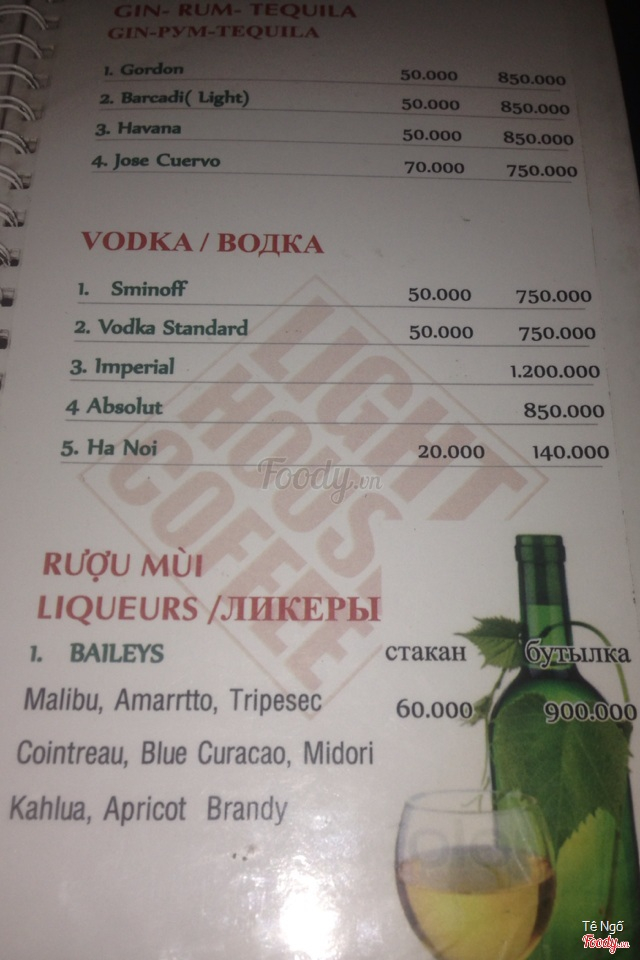 GIN- RUM- TEQUILA
GIN-РУМ-TEQUILA
1. Gordon 50.000 850.000
2. Barcadi( Light) 50.000 850.000
3. Havana 50.000 850.000
4. Jose Cuervo 70.000 750.000
VODKA / ВОДКА
1. Sminoff 50.000 750.000
2. Vodka Standard 50.000 750.000
3. Imperial 1.200.000
4 Absolut 850.000
5. Ha Noi 20.000 140.000
LIGHT
HOUS
COFFEE
Foody.vn
RƯỢU MÙI
LIQUEURS /ЛИКЕРЫ
1. BAILEYS стакан бутылка
Malibu, Amarrtto, Tripesec 60.000 900.000
Cointreau, Blue Curacao, Midori
Kahlua, Apricot Brandy
Tê Ngố
Foody.vn